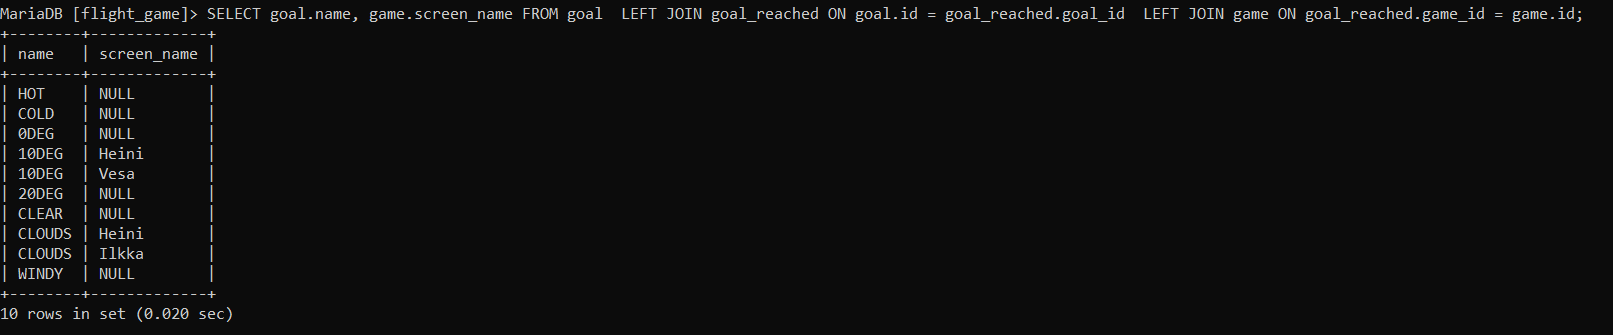 MariaDB [flight_game]> SELECT goal.name, game.screen_name FROM goal  LEFT JOIN goal_reached ON goal.id = goal_reached.goal_id  LEFT JOIN game ON goal_reached.game_id = game.id;
+--------+-------------+
| name   | screen_name |
+--------+-------------+
| HOT    | NULL        |
| COLD   | NULL        |
| 0DEG   | NULL        |
| 10DEG  | Heini       |
| 10DEG  | Vesa        |
| 20DEG  | NULL        |
| CLEAR  | NULL        |
| CLOUDS | Heini       |
| CLOUDS | Ilkka       |
| WINDY  | NULL        |
+--------+-------------+
10 rows in set (0.020 sec)